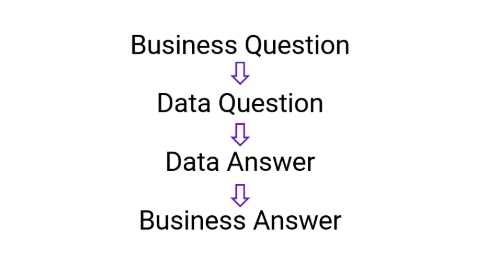 Business Question
Data Question
Data Answer
Business Answer